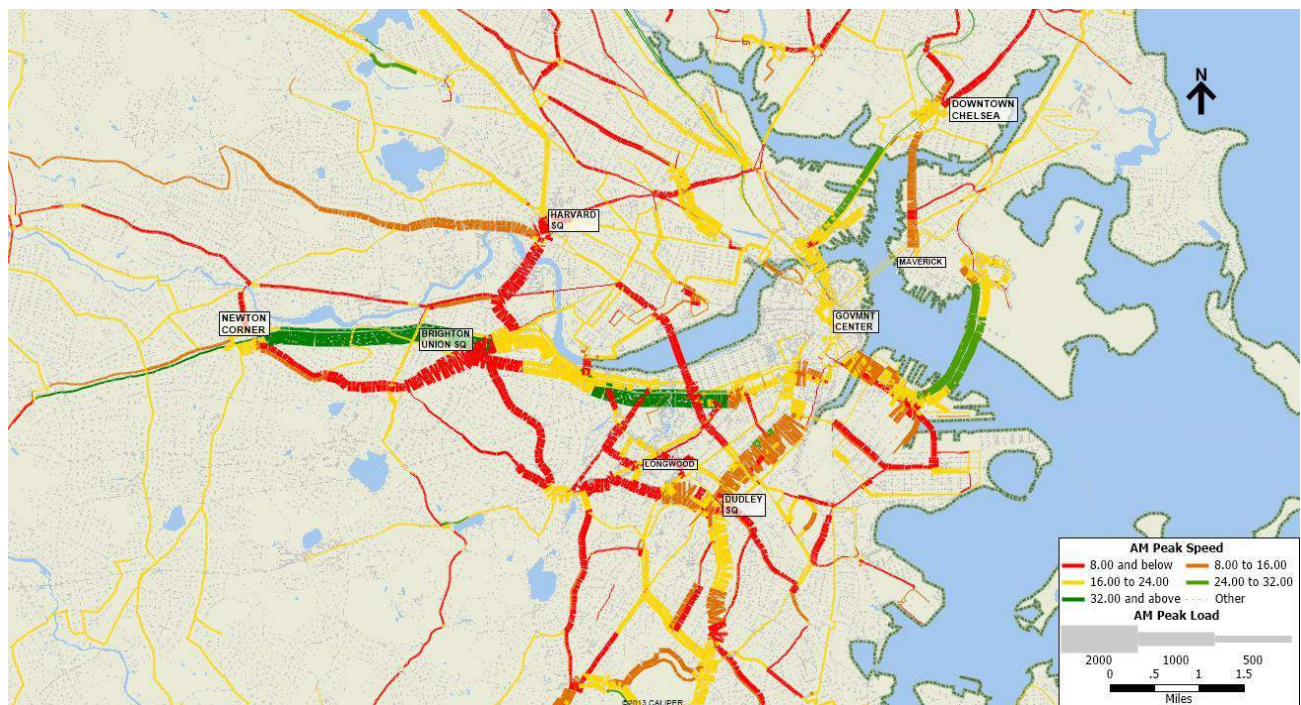 N
DOWNTOWN
CHELSEA
HARVARD
SQ
MAVERICK
NEWTON
CORNER
BRIGHTON
UNION SQ
GOVMNT
CENTER
LONGWOOD
DUDLEY
SQ
AM Peak Speed
8.00 and below 8.00 to 16.00
16.00 to 24.00 24.00 to 32.00
32.00 and above Other
AM Peak Load
2000 1000 500
0 .5 1 1.5
Miles
©2013 CALIPER